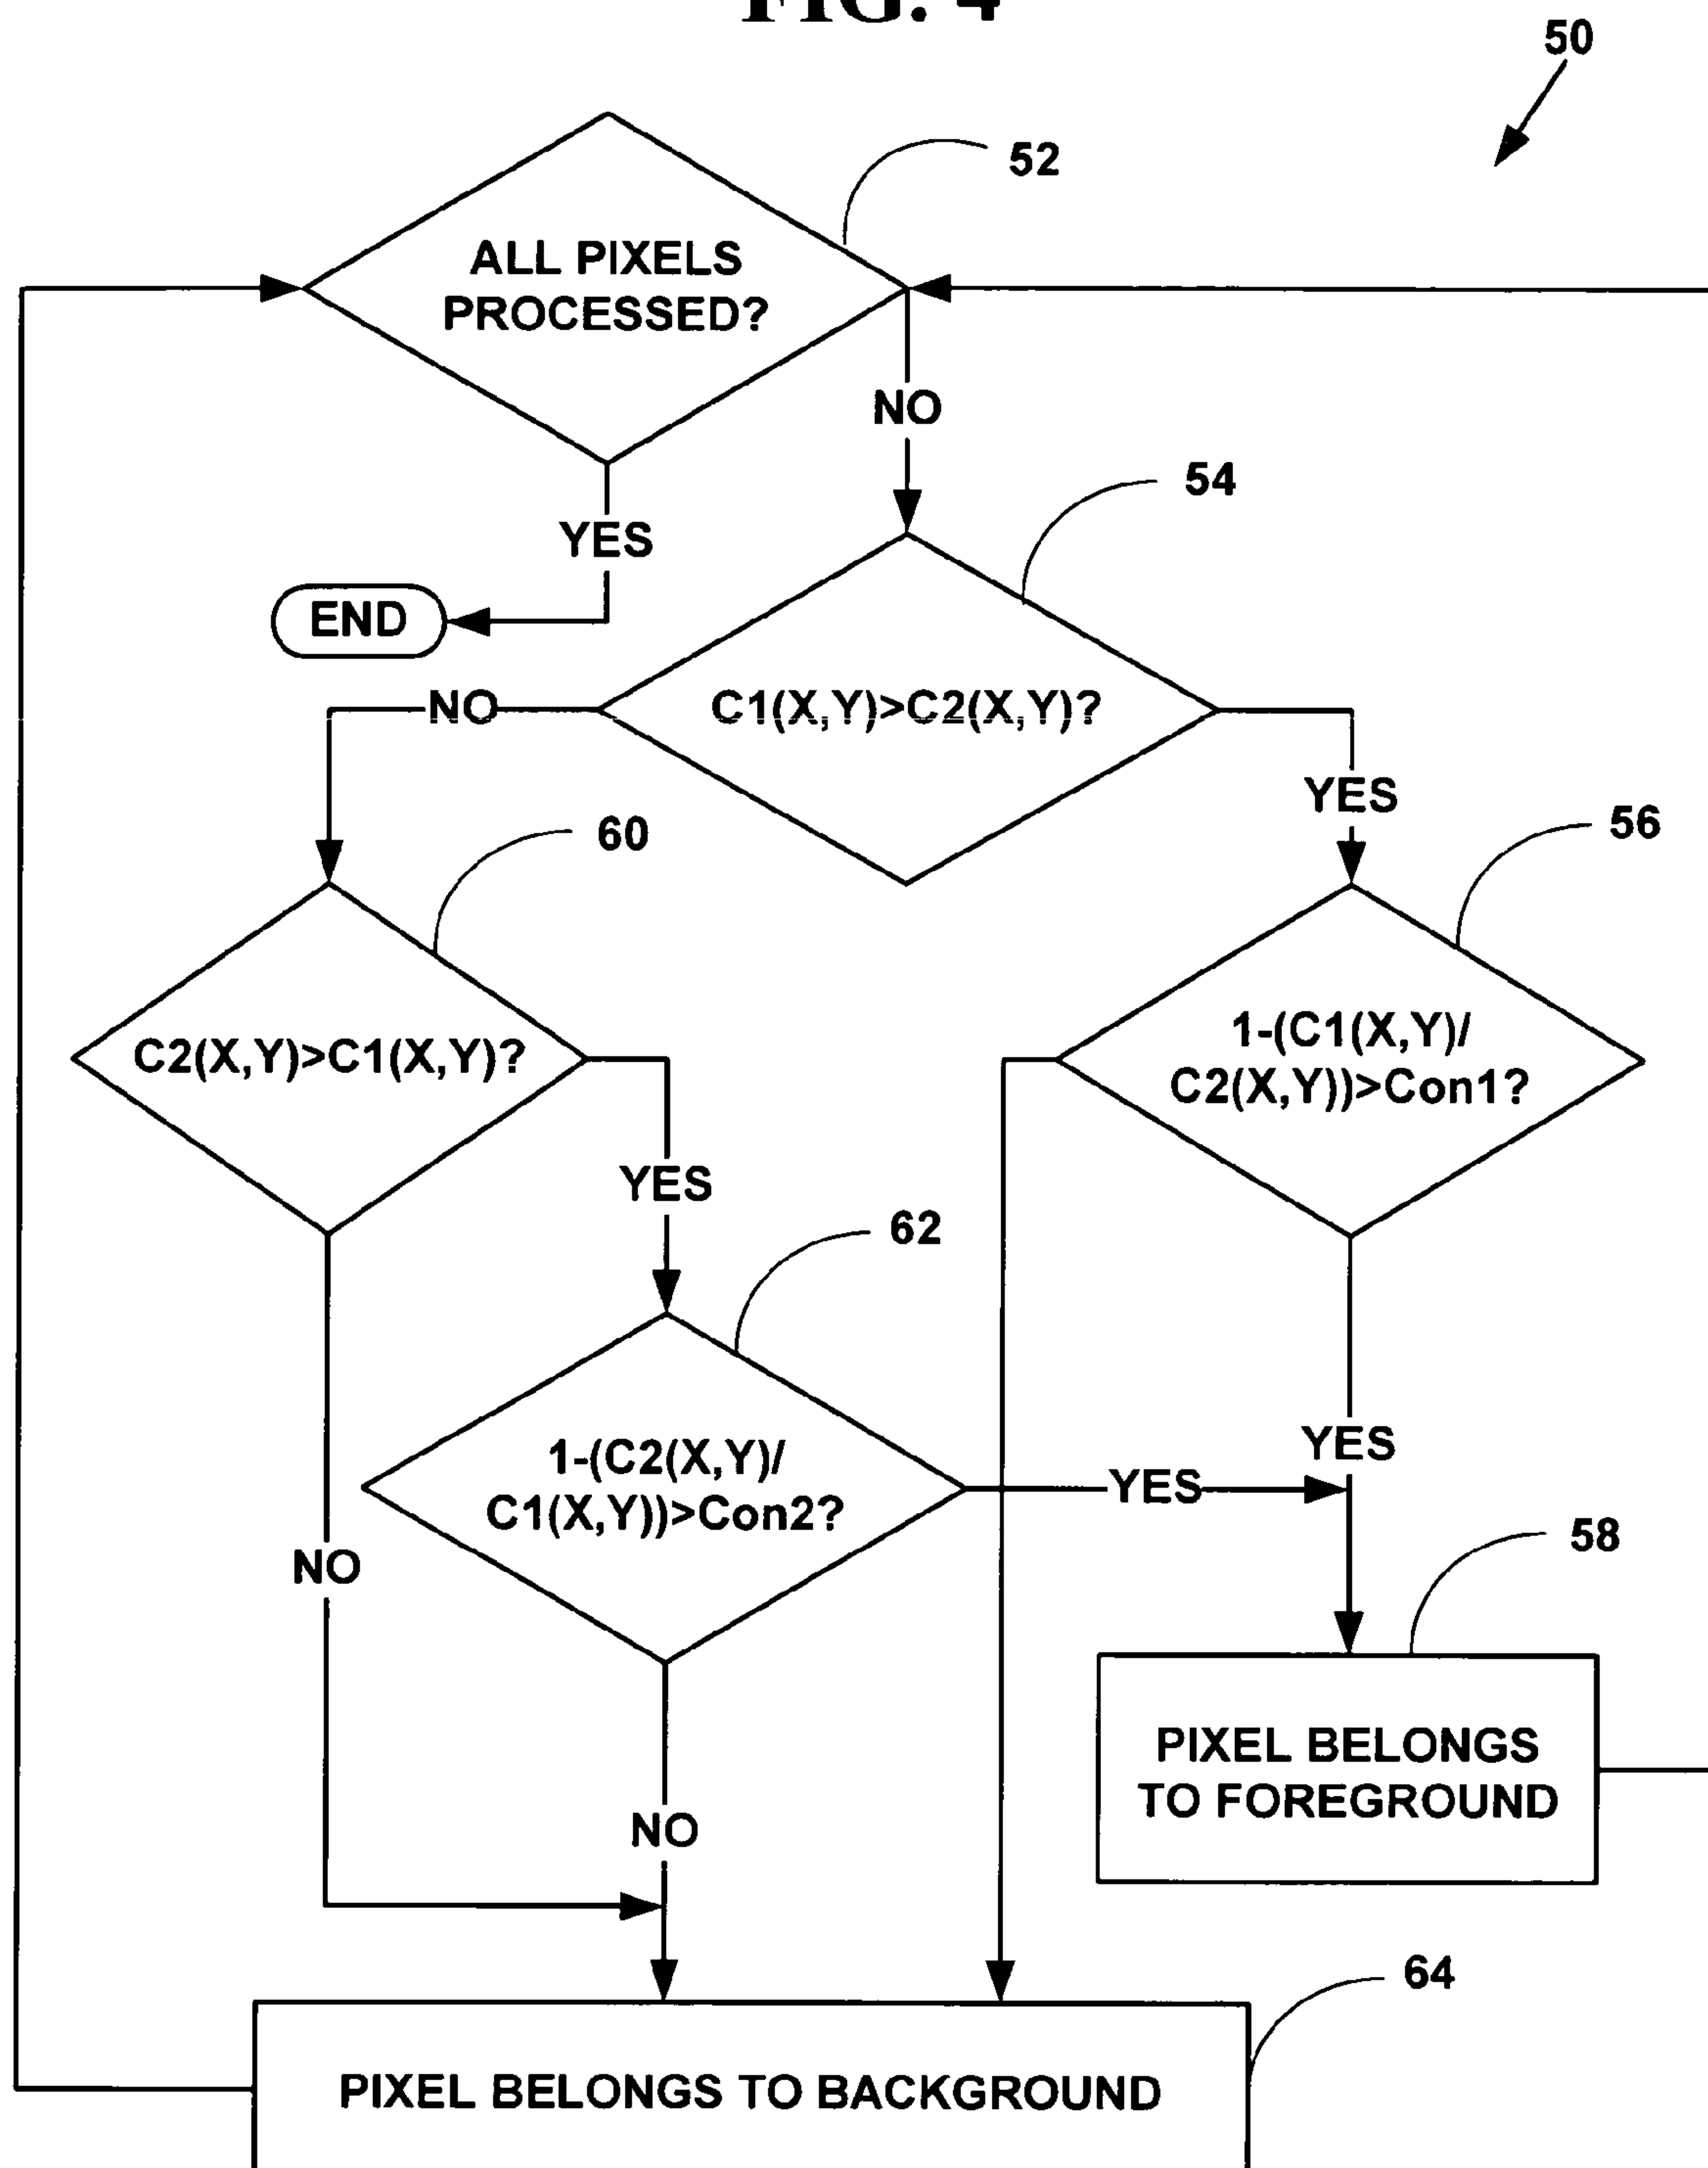 FIG. 4
50
52
ALL PIXELS
PROCESSED?
NO
54
YES
END
NO
C1(X,Y)>C2(X,Y)?
YES
56
60
C2(X,Y)>C1(X,Y)?
1-(C1(X,Y)/
C2(X,Y))>Con1?
YES
62
1-(C2(X,Y)/
C1(X,Y))>Con2?
YES
YES
58
NO
PIXEL BELONGS
TO FOREGROUND
NO
64
PIXEL BELONGS TO BACKGROUND